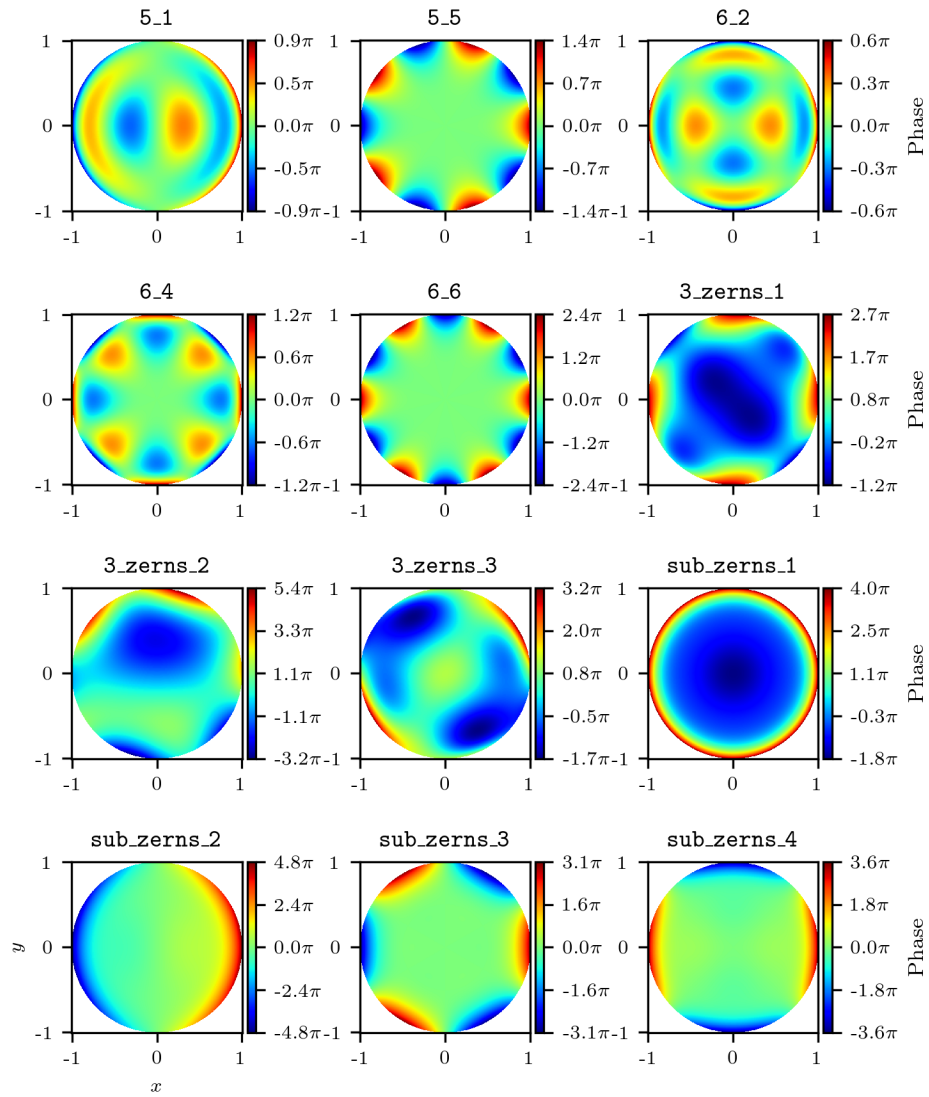 5_1
5_5
6_2
1
0
-1
-1
0
1
0.9π
0.5π
0.0π
-0.5π
-0.9π
1
0
-1
-1
0
1
1.4π
0.7π
0.0π
-0.7π
-1.4π
1
0
-1
-1
0
1
0.6π
0.3π
0.0π
-0.3π
-0.6π
Phase
6_4
6_6
3_zerns_1
1
0
-1
-1
0
1
1.2π
0.6π
0.0π
-0.6π
-1.2π
1
0
-1
-1
0
1
2.4π
1.2π
0.0π
-1.2π
-2.4π
1
0
-1
-1
0
1
2.7π
1.7π
0.8π
-0.2π
-1.2π
Phase
3_zerns_2
3_zerns_3
sub_zerns_1
1
0
-1
-1
0
1
5.4π
3.3π
1.1π
-1.1π
-3.2π
1
0
-1
-1
0
1
3.2π
2.0π
0.8π
-0.5π
-1.7π
1
0
-1
-1
0
1
4.0π
2.5π
1.1π
-0.3π
-1.8π
Phase
sub_zerns_2
sub_zerns_3
sub_zerns_4
y
1
0
-1
-1
0
1
x
4.8π
2.4π
0.0π
-2.4π
-4.8π
1
0
-1
-1
0
1
3.1π
1.6π
0.0π
-1.6π
-3.1π
1
0
-1
-1
0
1
3.6π
1.8π
0.0π
-1.8π
-3.6π
Phase